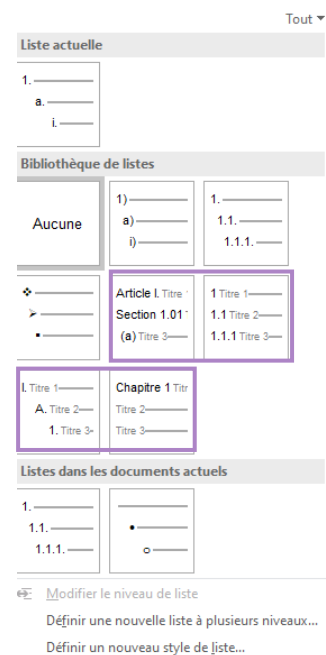 Tout
Liste actuelle
1.
a.
i.
Bibliothèque de listes
Aucune
1)
a)
i)
1.
1.1.
1.1.1.
Article I. Titre
Section 1.01
(a) Titre 3
1 Titre 1
1.1 Titre 2
1.1.1 Titre 3
I. Titre 1
A. Titre 2
1. Titre 3
Chapitre 1 Titr
Titre 2
Titre 3
Listes dans les documents actuels
1.
1.1.
1.1.1.
Modifier le niveau de liste
Définir une nouvelle liste à plusieurs niveaux...
Définir un nouveau style de liste...